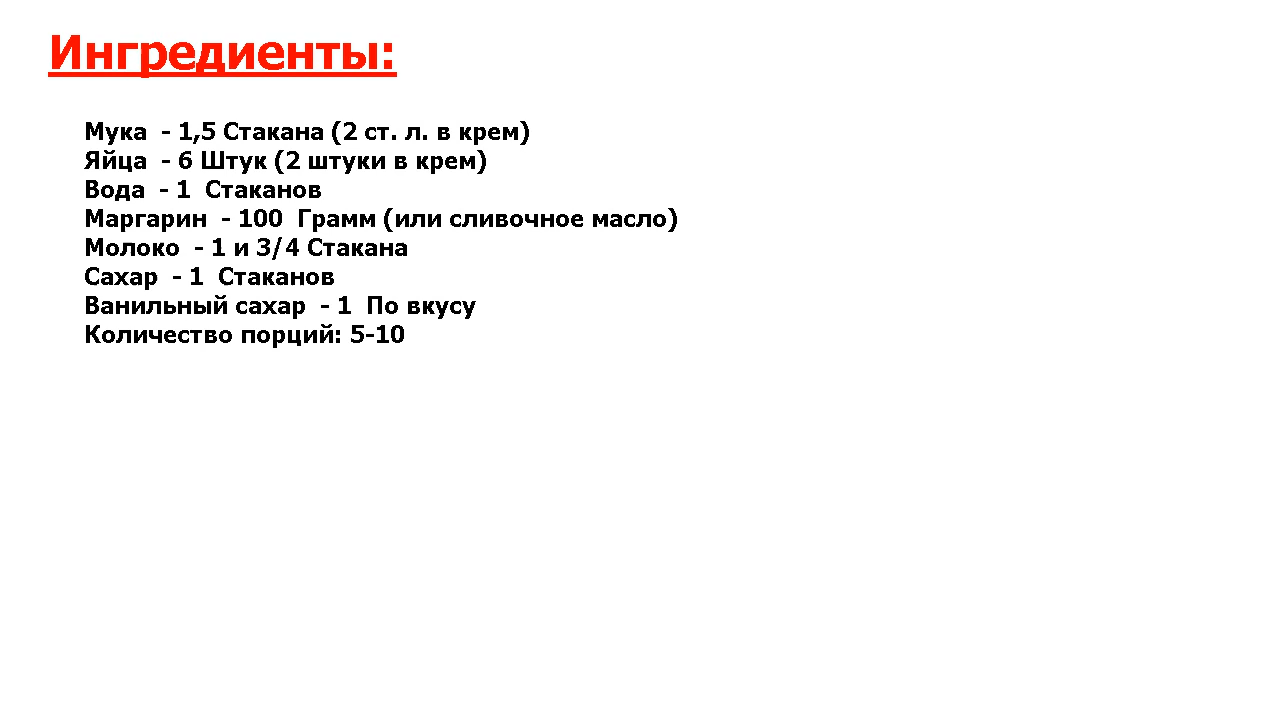 Ингредиенты:
Мука  - 1,5 Стакана (2 ст. л. в крем)
Яйца  - 6 Штук (2 штуки в крем)
Вода  - 1  Стаканов
Маргарин  - 100  Грамм (или сливочное масло)
Молоко  - 1 и 3/4 Стакана
Сахар  - 1  Стаканов
Ванильный сахар  - 1  По вкусу
Количество порций: 5-10